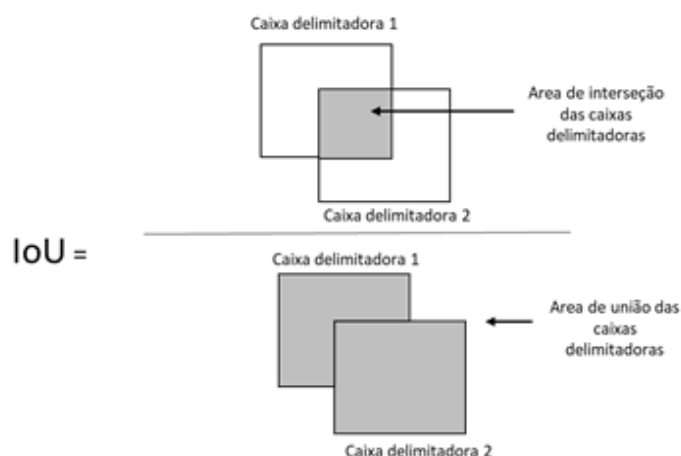 Caixa delimitadora 1
Area de interseção
das caixas
delimitadoras
Caixa delimitadora 2
IoU =
Caixa delimitadora 1
Area de união das
caixas
delimitadoras
Caixa delimitadora 2